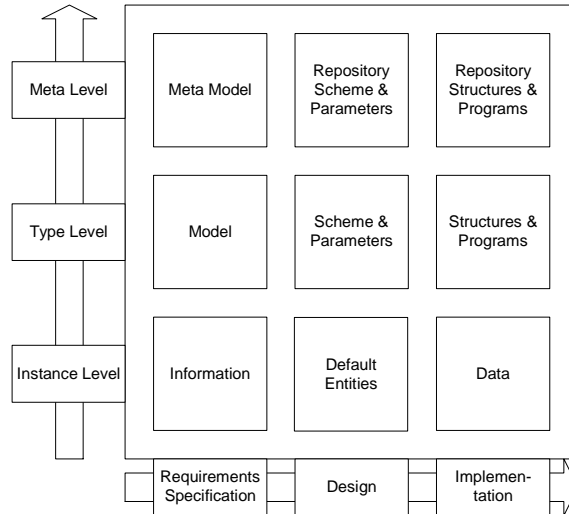 Meta Level
Meta Model
Repository
Scheme &
Parameters
Repository
Structures &
Programs
Type Level
Model
Scheme &
Parameters
Structures &
Programs
Instance Level
Information
Default
Entities
Data
Requirements
Specification
Design
Implemen-
tation